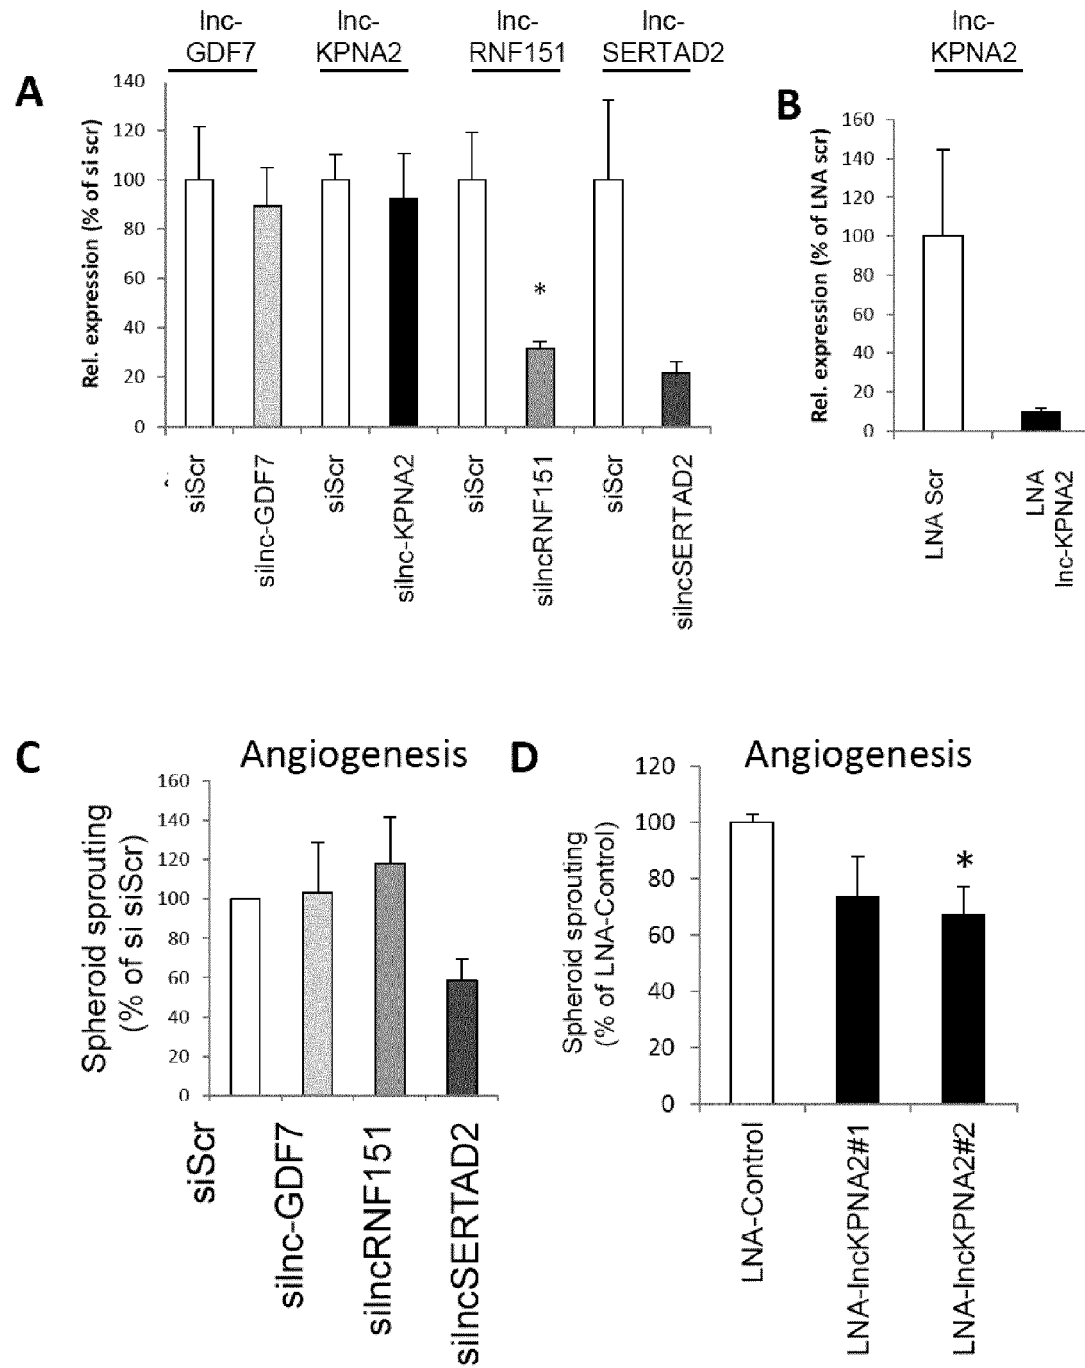 lnc-
GDF7
lnc-
KPNA2
lnc-
RNF151
lnc-
SERTAD2
A
Rel. expression (% of si scr)
140
120
100
80
60
40
20
0
siScr
silnc-GDF7
siScr
silnc-KPNA2
siScr
silncRNF151
*
siScr
silncSERTAD2
lnc-
KPNA2
B
Rel. expression (% of LNA scr)
160
140
120
100
80
60
40
20
0
LNA Scr
LNA
lnc-KPNA2
C
Angiogenesis
Spheroid sprouting
(% of si siScr)
160
140
120
100
80
60
40
20
0
siScr
silnc-GDF7
silncRNF151
silncSERTAD2
D
Angiogenesis
Spheroid sprouting
(% of LNA-Control)
120
100
80
60
40
20
0
*
LNA-Control
LNA-lncKPNA2#1
LNA-lncKPNA2#2